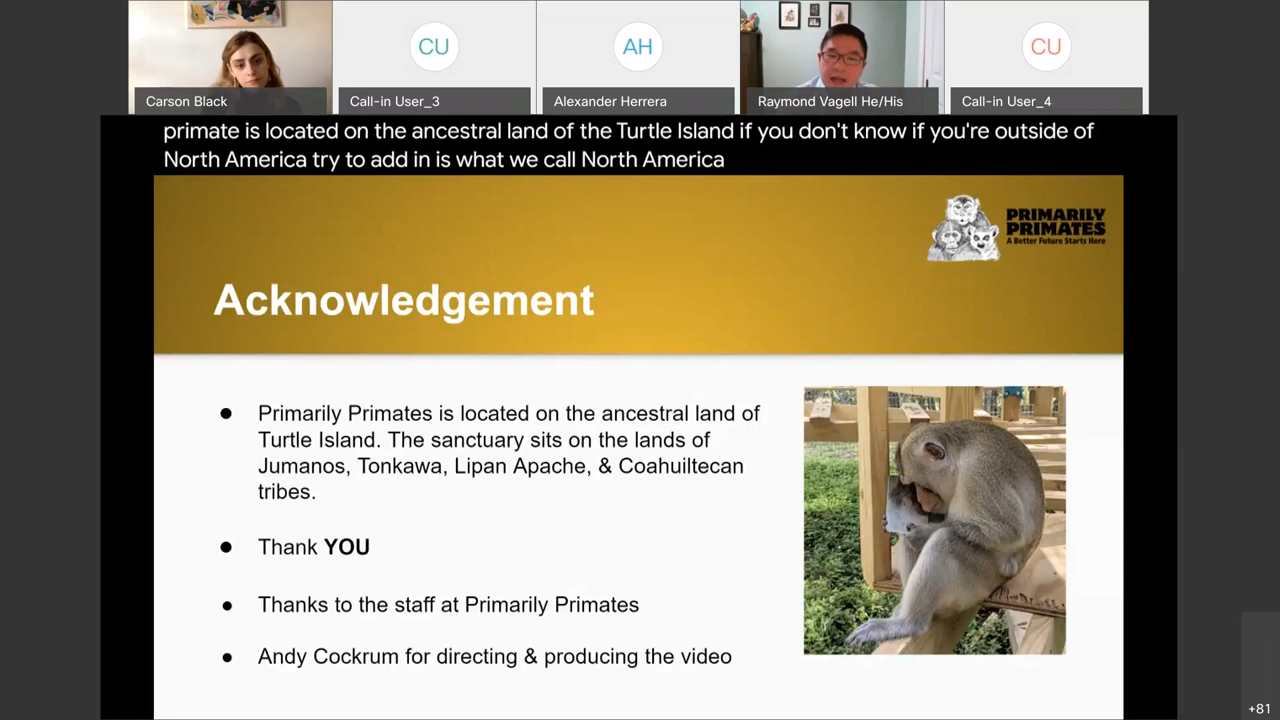 CU
AH
CU
Carson Black
Call-in User_3
Alexander Herrera
Raymond Vagell He/His
Call-in User_4
primate is located on the ancestral land of the Turtle Island if you don't know if you're outside of
North America try to add in is what we call North America
PRIMARILY
PRIMATES
A Better Future Starts Here
Acknowledgement
● Primarily Primates is located on the ancestral land of
Turtle Island. The sanctuary sits on the lands of
Jumanos, Tonkawa, Lipan Apache, & Coahuiltecan
tribes.
● Thank YOU
● Thanks to the staff at Primarily Primates
● Andy Cockrum for directing & producing the video
+81